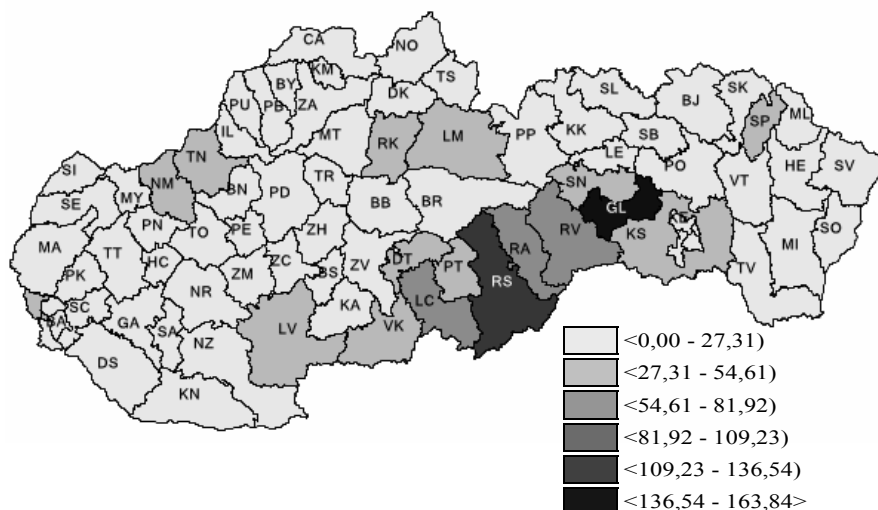 CA
NO
KM
TS
BY
PU
PB
ZA
DK
SL
BJ
SK
ML
SP
IL
MT
RK
LM
PP
KK
SB
TN
LE
PO
HE
SV
SI
NM
BN
PD
TR
SN
VT
SE
MY
BB
BR
GL
KE
PN
TO
PE
ZH
RA
RV
KS
SO
MA
TT
HC
ZM
ZC
BS
ZV
DT
PT
MI
TV
PK
NR
KA
LC
RS
BA
SC
GA
SA
NZ
LV
VK
DS
KN
<0,00 - 27,31)
<27,31 - 54,61)
<54,61 - 81,92)
<81,92 - 109,23)
<109,23 - 136,54)
<136,54 - 163,84>